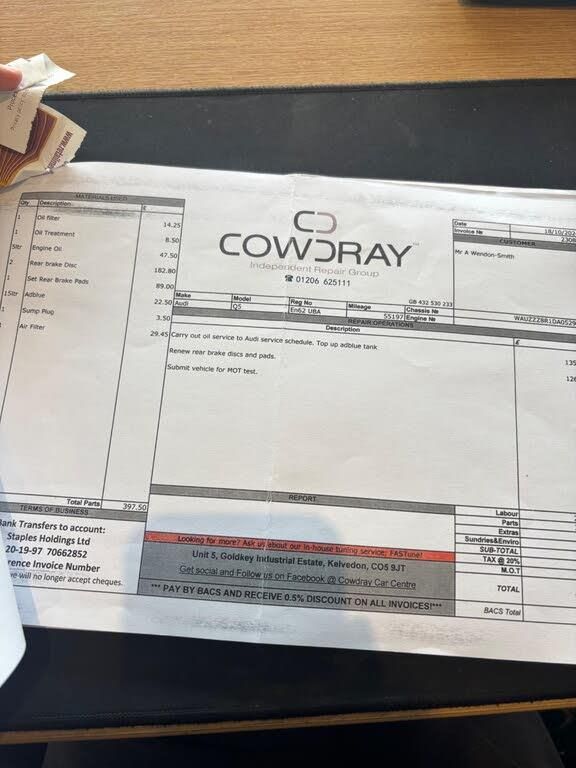 www.rebottling
MATERIALS USED
Qty Description £
1 Oil filter 14.25
1 Oil Treatment 8.50
5ltr Engine Oil 47.50
2 Rear brake Disc 182.80
1 Set Rear Brake Pads 89.00
15ltr Adblue 22.50
1 Sump Plug 3.50
1 Air Filter 29.45
Total Parts 397.50
TERMS OF BUSINESS
Bank Transfers to account:
Staples Holdings Ltd
20-19-97 70662852
rence Invoice Number
we will no longer accept cheques.
COWDRAY™
Independent Repair Group
☎ 01206 625111
GB 432 530 233
Date 18/10/202
Invoice № 2308
CUSTOMER
Mr A Wendon-Smith
Make Model Reg No Mileage Chassis № WAUZZZ8R1DA0529
Audi Q5 En62 UBA 55197 Engine №
REPAIR OPERATIONS
Description £
Carry out oil service to Audi service schedule. Top up adblue tank 135
Renew rear brake discs and pads. 126
Submit vehicle for MOT test.
REPORT
Looking for more? Ask us about our in-house tuning service; FASTune!
Unit 5, Goldkey Industrial Estate, Kelvedon, CO5 9JT
Get social and Follow us on Facebook @ Cowdray Car Centre
*** PAY BY BACS AND RECEIVE 0.5% DISCOUNT ON ALL INVOICES!***
Labour
Parts
Extras
Sundries&Enviro
SUB-TOTAL
TAX @ 20%
M.O.T
TOTAL
BACS Total